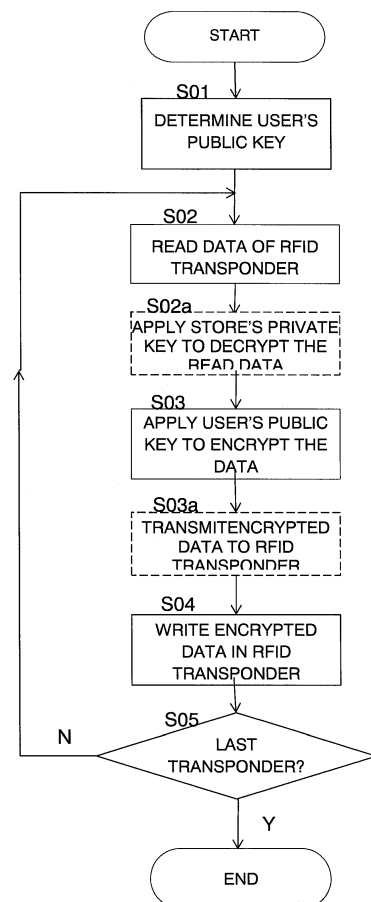 START
S01
DETERMINE USER'S
PUBLIC KEY
S02
READ DATA OF RFID
TRANSPONDER
S02a
APPLY STORE'S PRIVATE
KEY TO DECRYPT THE
READ DATA
S03
APPLY USER'S PUBLIC
KEY TO ENCRYPT THE
DATA
S03a
TRANSMITENCRYPTED
DATA TO RFID
TRANSPONDER
S04
WRITE ENCRYPTED
DATA IN RFID
TRANSPONDER
S05
N
LAST
TRANSPONDER?
Y
END